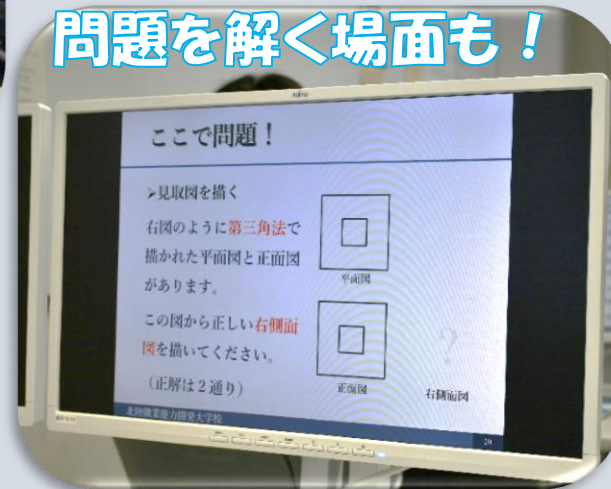 問題を解く場面も！
FUJITSU
ここで問題！
➢見取図を描く
右図のように第三角法で
描かれた平面図と正面図
があります。
この図から正しい右側面
図を描いてください。
（正解は２通り）
平面図
正面図
?
右側面図
北陸職業能力開発大学校
29